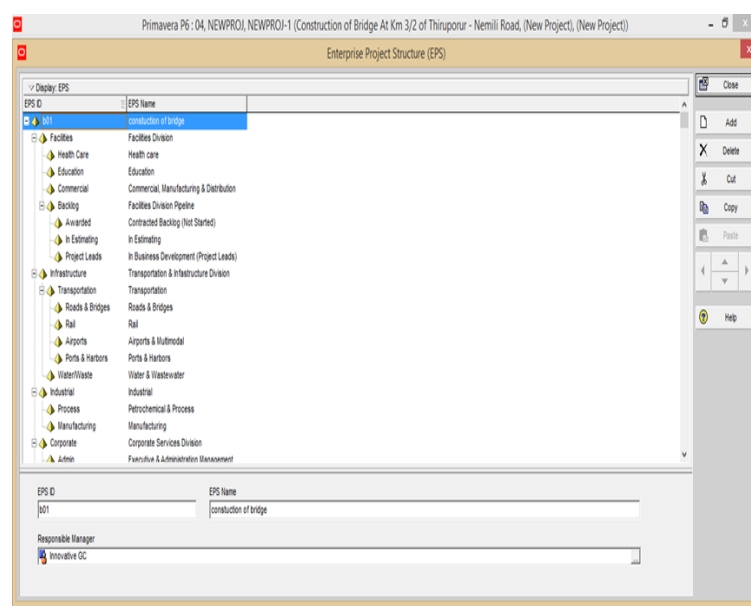 Primavera P6 : 04, NEWPROJ, NEWPROJ-1 (Construction of Bridge At Km 3/2 of Thiruporur - Nemili Road, (New Project), (New Project))
Enterprise Project Structure (EPS)
Display: EPS
Close
EPS ID EPS Name
b01 constuction of bridge
Add
Facilities Facilities Division
Health Care Health care
Delete
Education Education
Commercial Commercial, Manufacturing & Distribution
Cut
Backlog Facilities Division Pipeline
Copy
Awarded Contracted Backlog (Not Started)
In Estimating In Estimating
Paste
Project Leads In Business Development (Project Leads)
Infrastructure Transportation & Infastructure Division
Transportation Transportation
Roads & Bridges Roads & Bridges
Help
Rail Rail
Airports Airports & Multimodal
Ports & Harbors Ports & Harbors
Water/Waste Water & Wastewater
Industrial Industrial
Process Petrochemical & Process
Manufacturing Manufacturing
Corporate Corporate Services Division
Admin Executive & Administration Management
EPS ID EPS Name
b01 constuction of bridge
Responsible Manager
Innovative GC